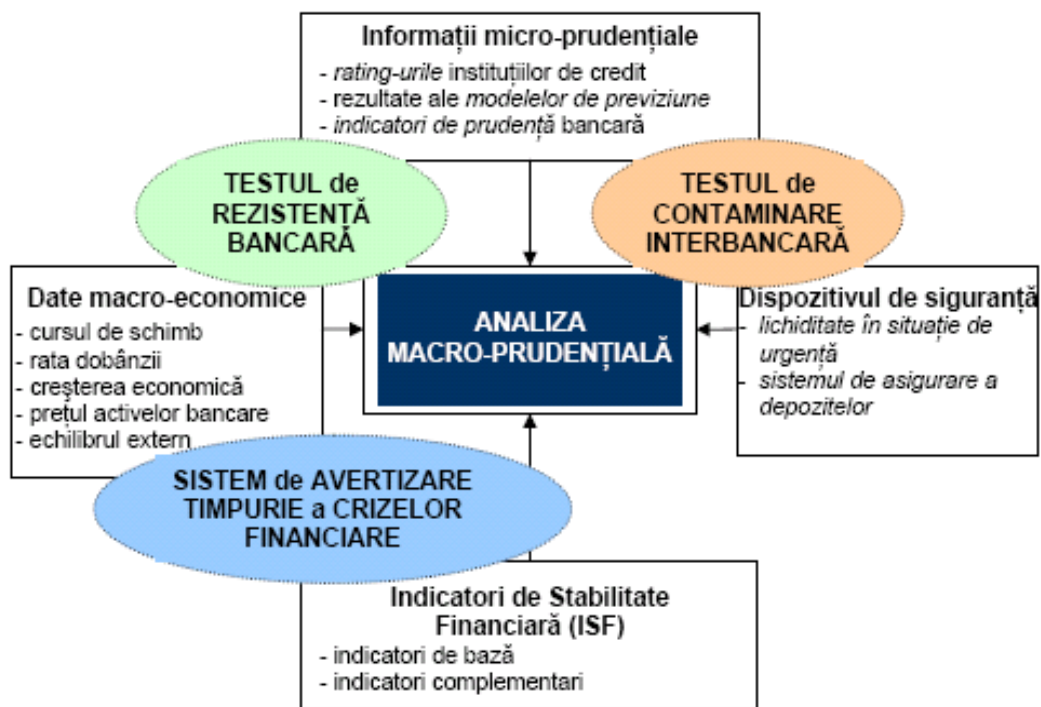 Informații micro-prudențiale
- rating-urile instituțiilor de credit
- rezultate ale modelelor de previziune
- indicatori de prudență bancară
TESTUL de
REZISTENȚĂ
BANCARĂ
TESTUL de
CONTAMINARE
INTERBANCARĂ
Date macro-economice
- cursul de schimb
- rata dobânzii
- creşterea economică
- prețul activelor bancare
- echilibrul extern
ANALIZA
MACRO-PRUDENȚIALĂ
Dispozitivul de siguranță
- lichiditate în situație de
urgență
- sistemul de asigurare a
depozitelor
SISTEM de AVERTIZARE
TIMPURIE a CRIZELOR
FINANCIARE
Indicatori de Stabilitate
Financiară (ISF)
- indicatori de bază
- indicatori complementari